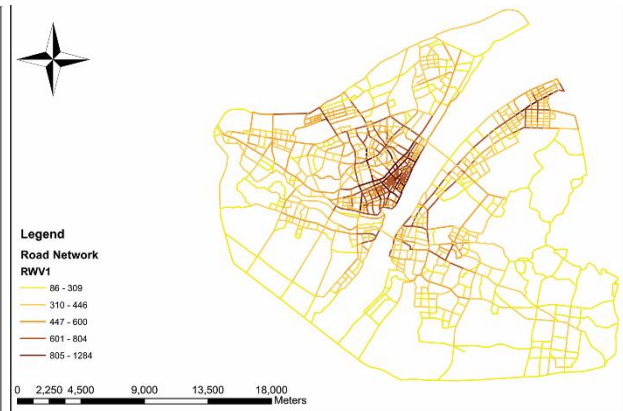 Legend
Road Network
RWV1
86 - 309
310 - 446
447 - 600
601 - 804
805 - 1284
0 2,250 4,500 9,000 13,500 18,000
Meters